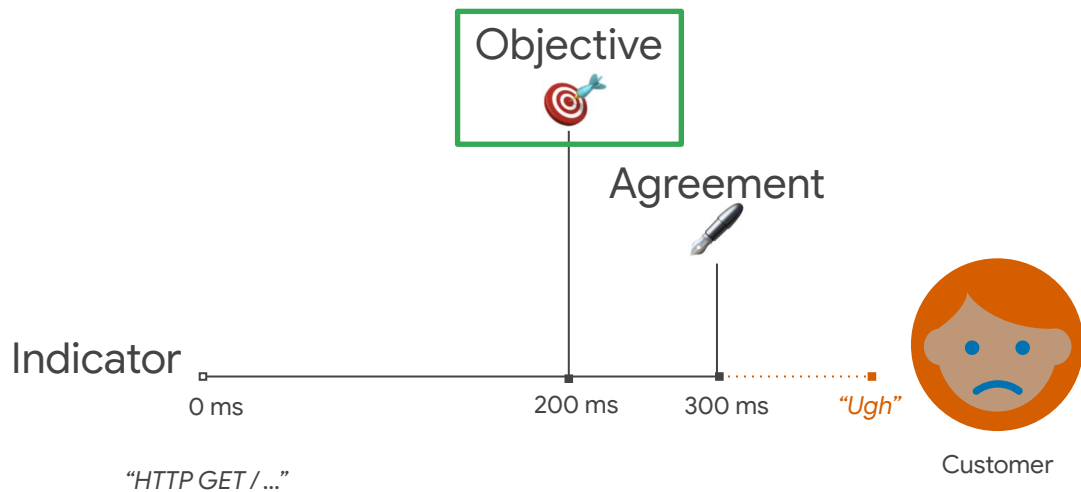 Objective
Agreement
Indicator
0 ms
200 ms
300 ms
“Ugh”
Customer
“HTTP GET / ...”